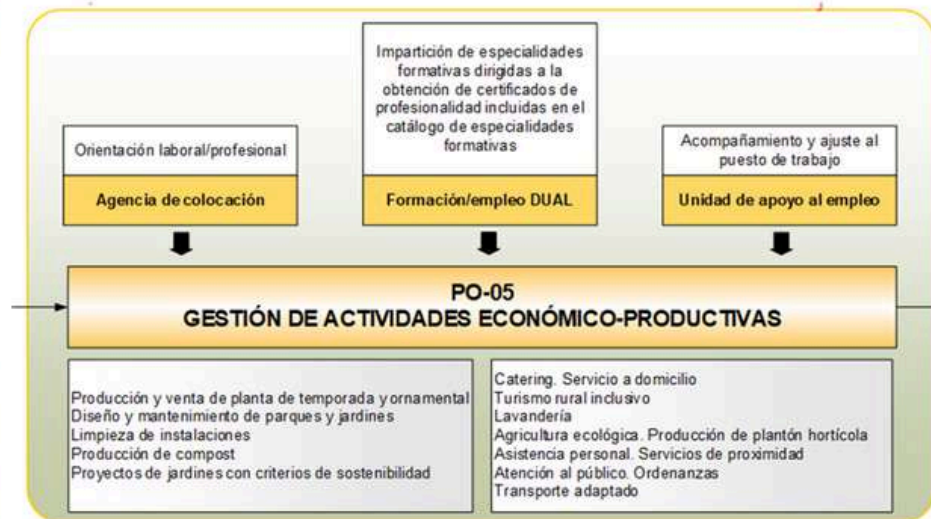 Orientación laboral/profesional
Agencia de colocación
Impartición de especialidades
formativas dirigidas a la
obtención de certificados de
profesionalidad incluidas en el
catálogo de especialidades
formativas
Formación/empleo DUAL
Acompañamiento y ajuste al
puesto de trabajo
Unidad de apoyo al empleo
PO-05
GESTIÓN DE ACTIVIDADES ECONÓMICO-PRODUCTIVAS
Producción y venta de planta de temporada y ornamental
Diseño y mantenimiento de parques y jardines
Limpieza de instalaciones
Producción de compost
Proyectos de jardines con criterios de sostenibilidad
Catering. Servicio a domicilio
Turismo rural inclusivo
Lavandería
Agricultura ecológica. Producción de plantón hortícola
Asistencia personal. Servicios de proximidad
Atención al público. Ordenanzas
Transporte adaptado